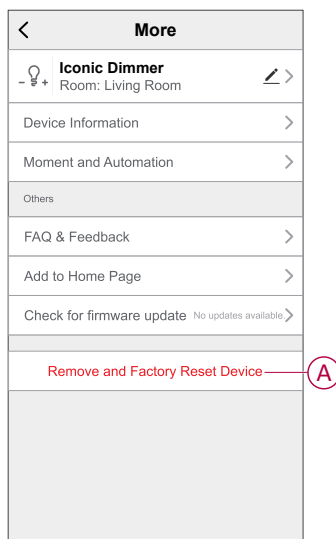 More
Iconic Dimmer
Room: Living Room
Device Information
Moment and Automation
Others
FAQ & Feedback
Add to Home Page
Check for firmware update No updates available.
Remove and Factory Reset Device
A